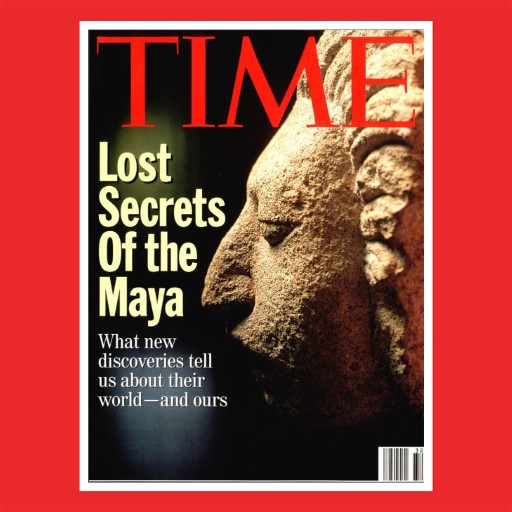 TIME
Lost
Secrets
Of the
Maya
What new
discoveries tell
us about their
world—and ours